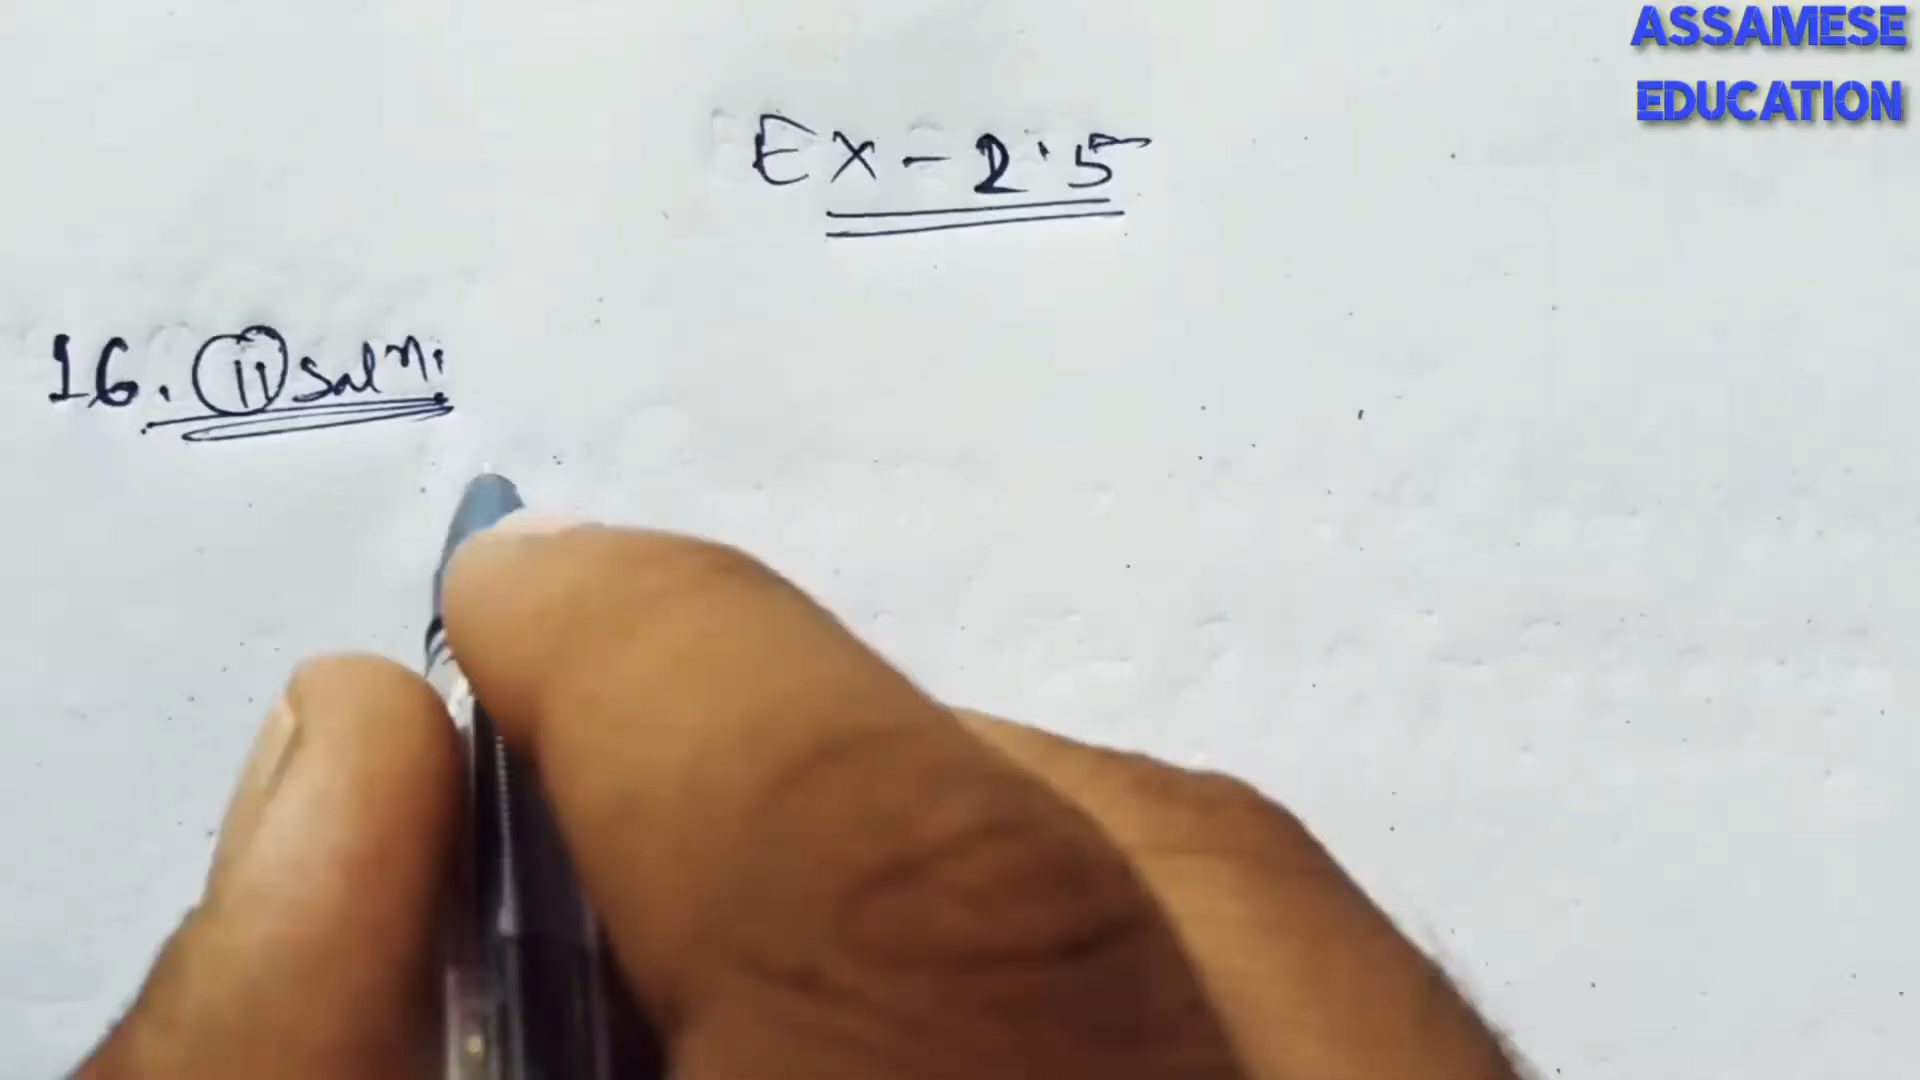 ASSAMESE
EDUCATION
Ex-2.5
16. (ii) Solⁿ: